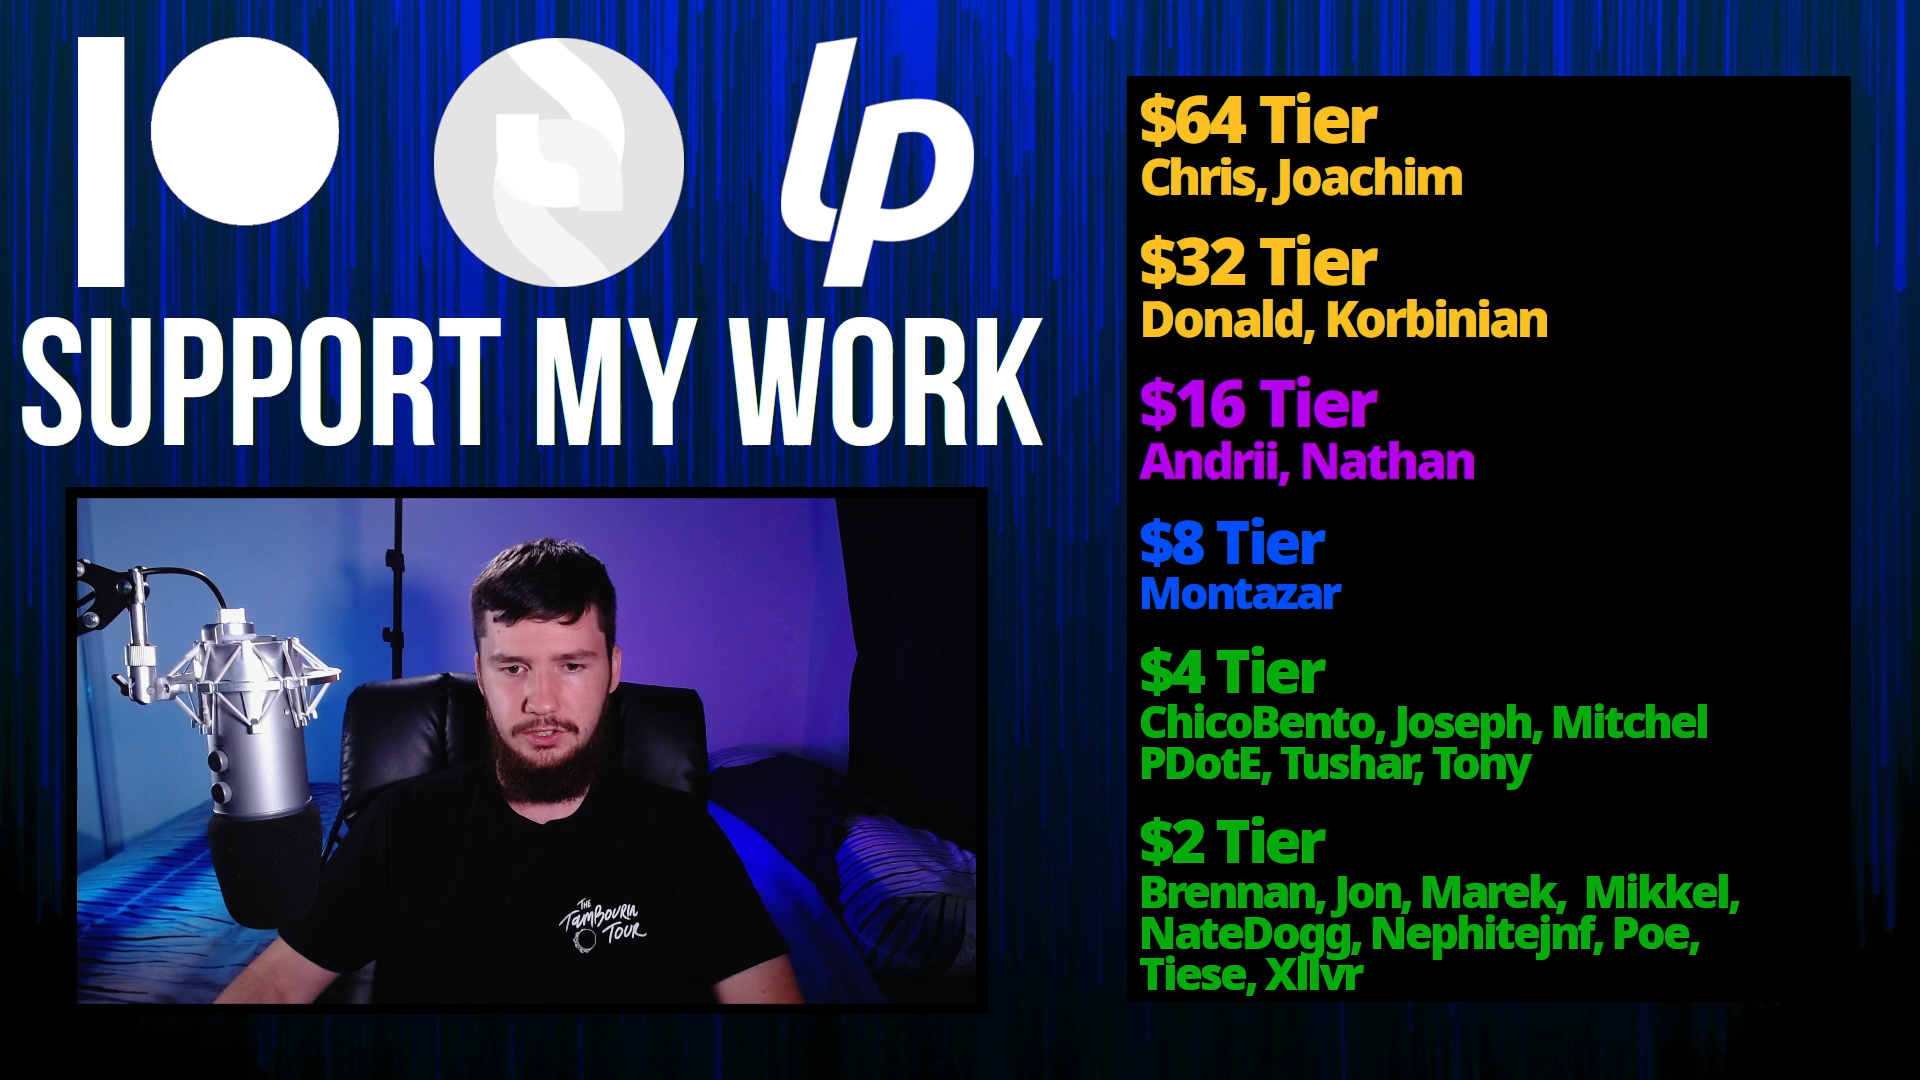 lp
SUPPORT MY WORK
THE
TAMBOURIN
TOUR
$64 Tier
Chris, Joachim
$32 Tier
Donald, Korbinian
$16 Tier
Andrii, Nathan
$8 Tier
Montazar
$4 Tier
ChicoBento, Joseph, Mitchel
PDotE, Tushar, Tony
$2 Tier
Brennan, Jon, Marek,  Mikkel,
NateDogg, Nephitejnf, Poe,
Tiese, Xllvr